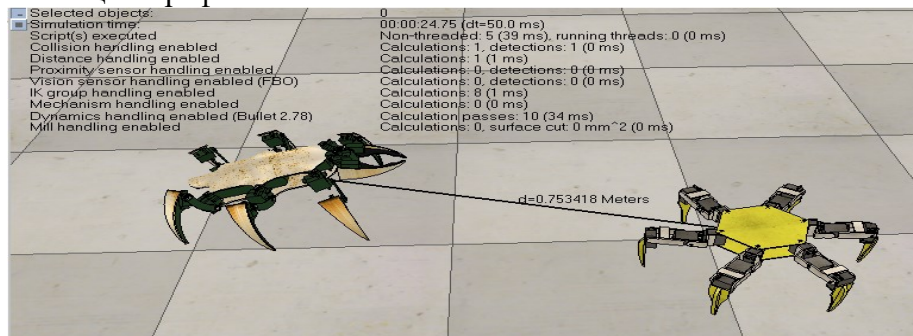 Selected objects: 0
Simulation time: 00:00:24.75 (dt=50.0 ms)
Script(s) executed Non-threaded: 5 (39 ms), running threads: 0 (0 ms)
Collision handling enabled Calculations: 1, detections: 1 (0 ms)
Distance handling enabled Calculations: 1 (1 ms)
Proximity sensor handling enabled Calculations: 0, detections: 0 (0 ms)
Vision sensor handling enabled (FBO) Calculations: 0, detections: 0 (0 ms)
IK group handling enabled Calculations: 8 (1 ms)
Mechanism handling enabled Calculations: 0 (0 ms)
Dynamics handling enabled (Bullet 2.78) Calculation passes: 10 (34 ms)
Mill handling enabled Calculations: 0, surface cut: 0 mm^2 (0 ms)
d=0.753418 Meters